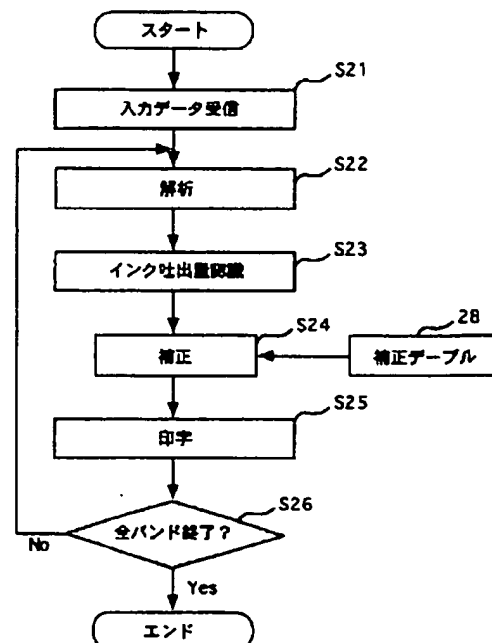 スタート
S21
入力データ受信
S22
解析
S23
インク吐出量認識
S24
補正
28
補正テーブル
S25
印字
S26
全バンド終了?
No
Yes
エンド